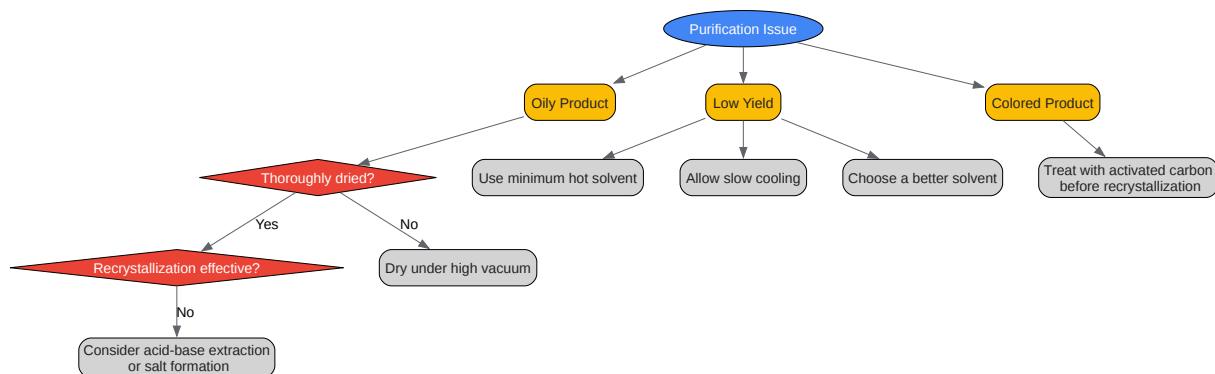 Purification Issue
Oily Product
Low Yield
Colored Product
Thoroughly dried?
Use minimum hot solvent
Allow slow cooling
Choose a better solvent
Treat with activated carbon
before recrystallization
Yes
No
Recrystallization effective?
Dry under high vacuum
No
Consider acid-base extraction
or salt formation